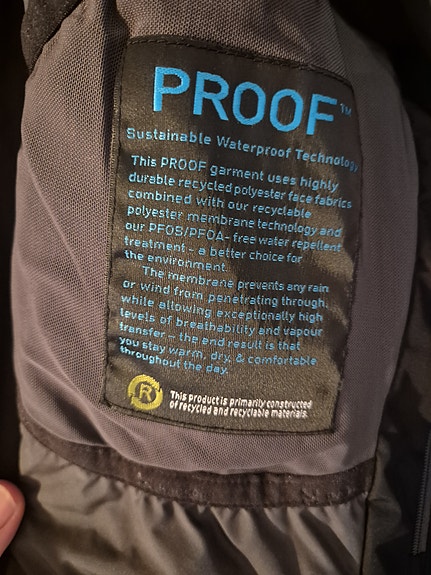 PROOF™
Sustainable Waterproof Technology
This PROOF garment uses highly
durable recycled polyester face fabrics
combined with our recyclable
polyester membrane technology and
our PFOS/PFOA- free water repellent
treatment - a better choice for
the environment.
The membrane prevents any rain
or wind from penetrating through,
while allowing exceptionally high
levels of breathability and vapour
transfer - the end result is that
you stay warm, dry, & comfortable
throughout the day.
R
This product is primarily constructed
of recycled and recyclable materials.